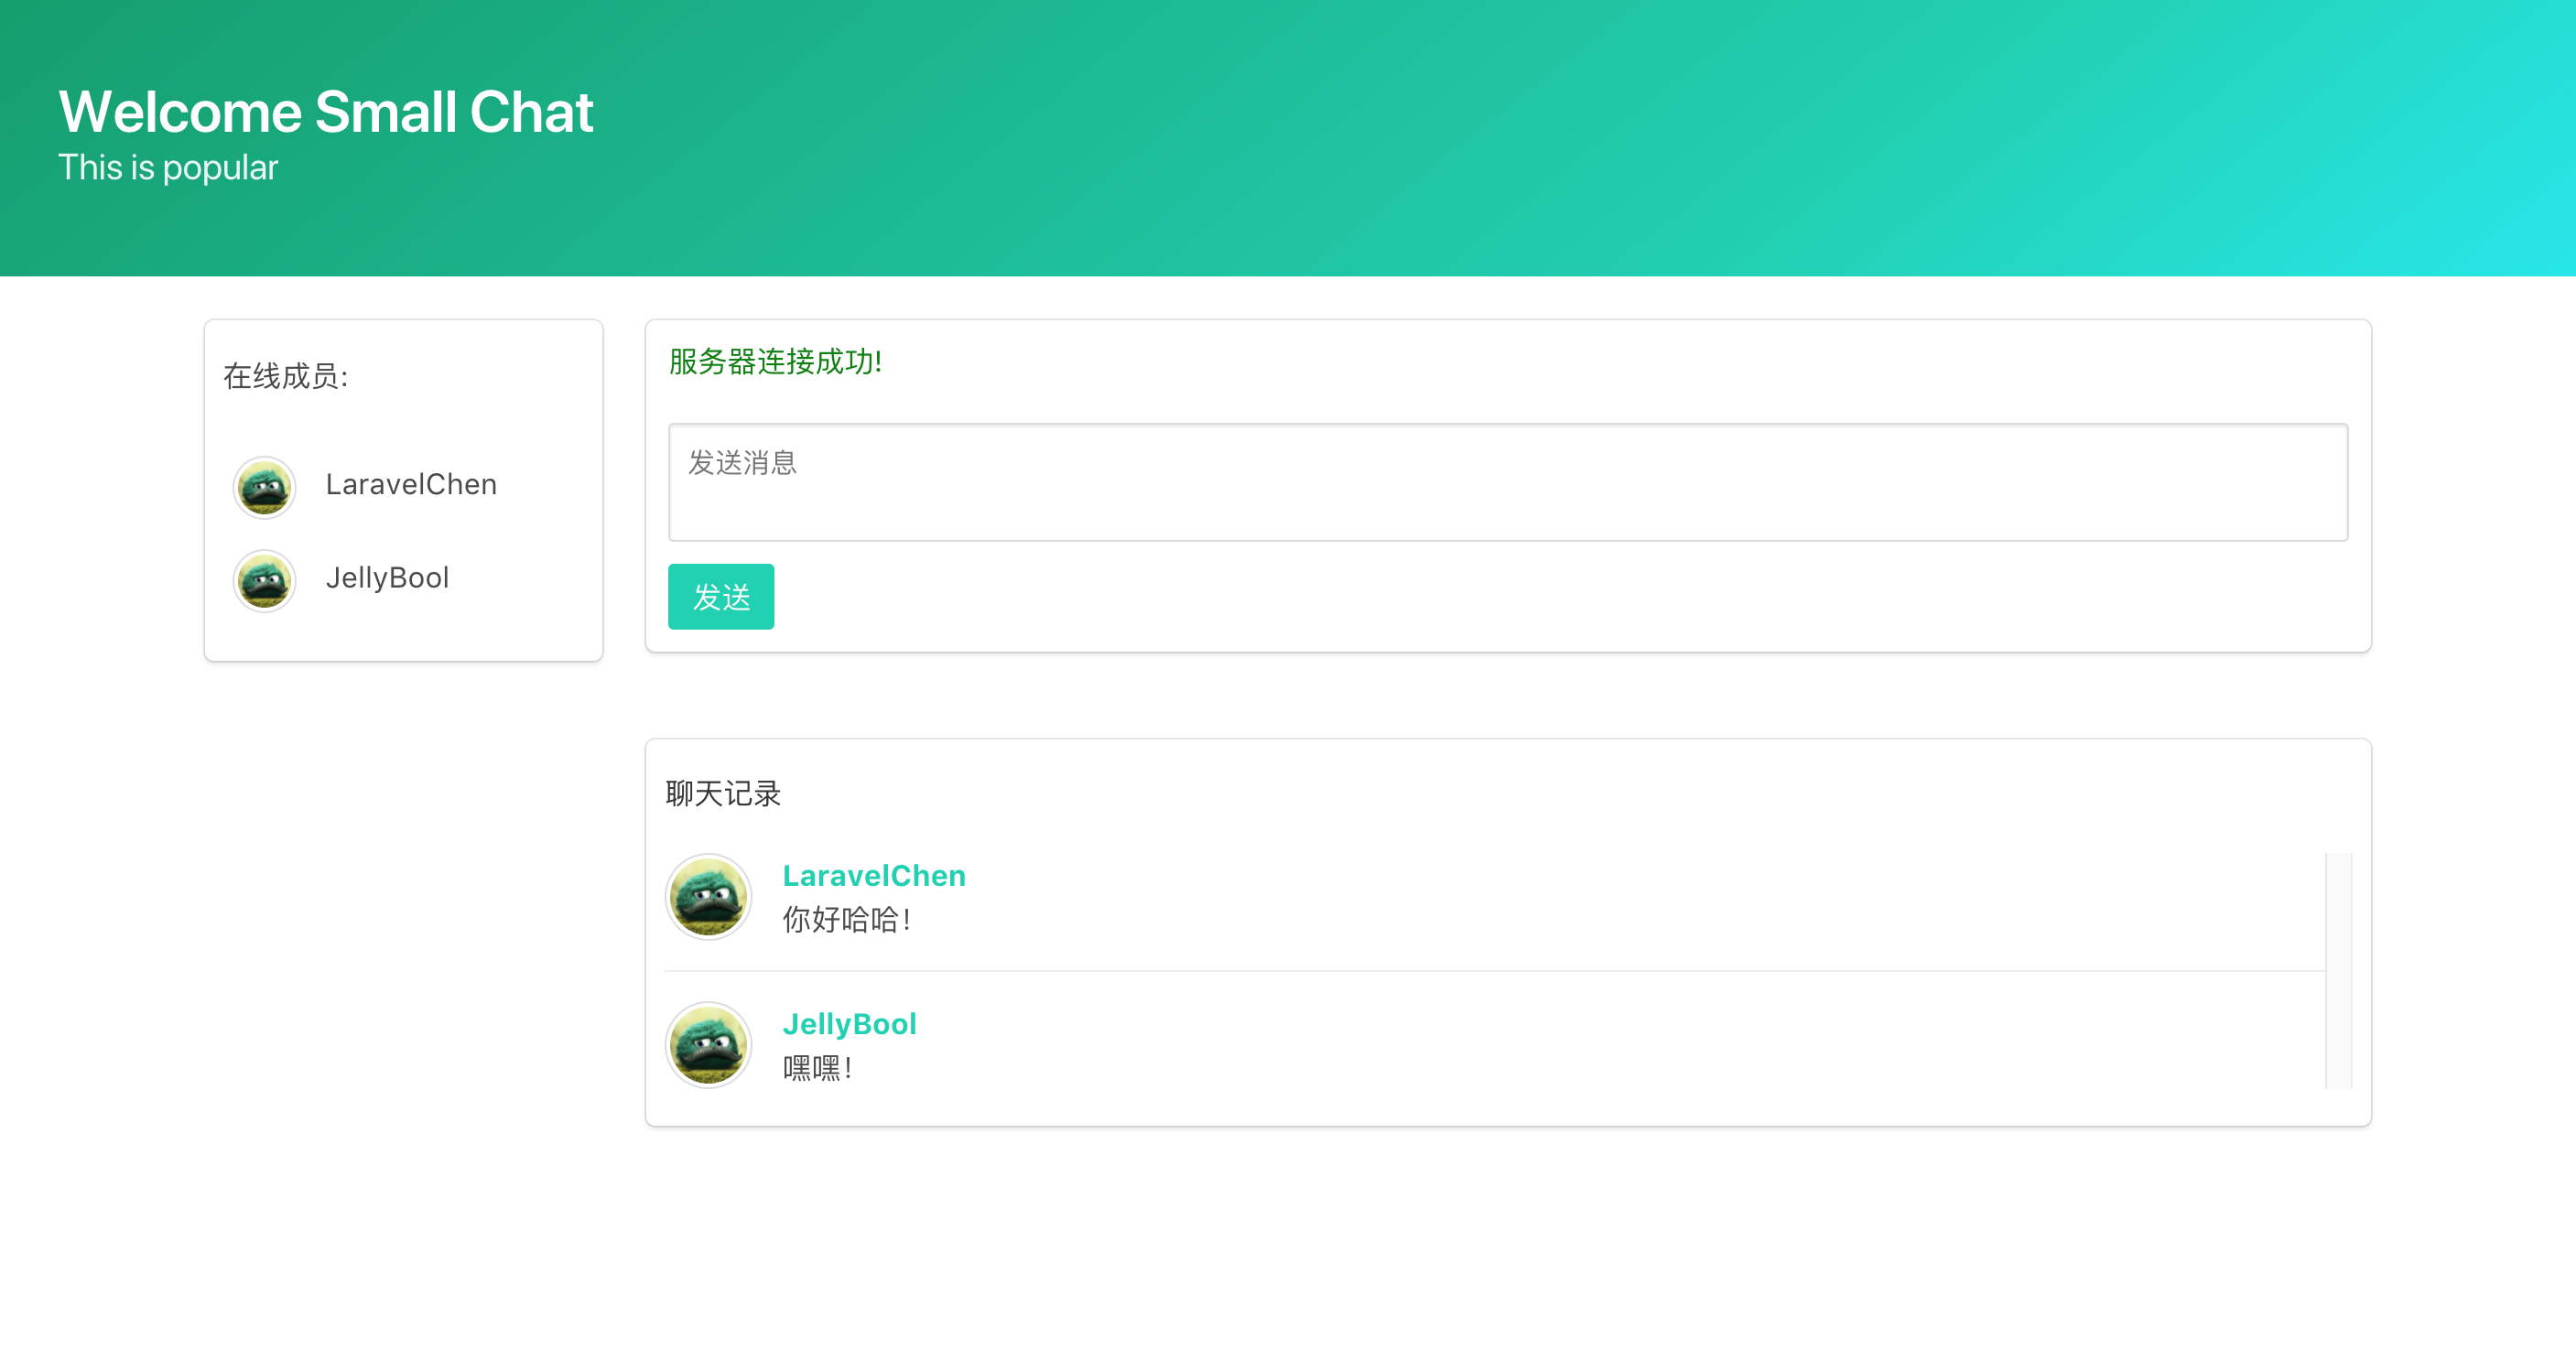 Welcome Small Chat
This is popular
在线成员:
LaravelChen
JellyBool
服务器连接成功!
发送消息
发送
聊天记录
LaravelChen
你好哈哈！
JellyBool
嘿嘿！